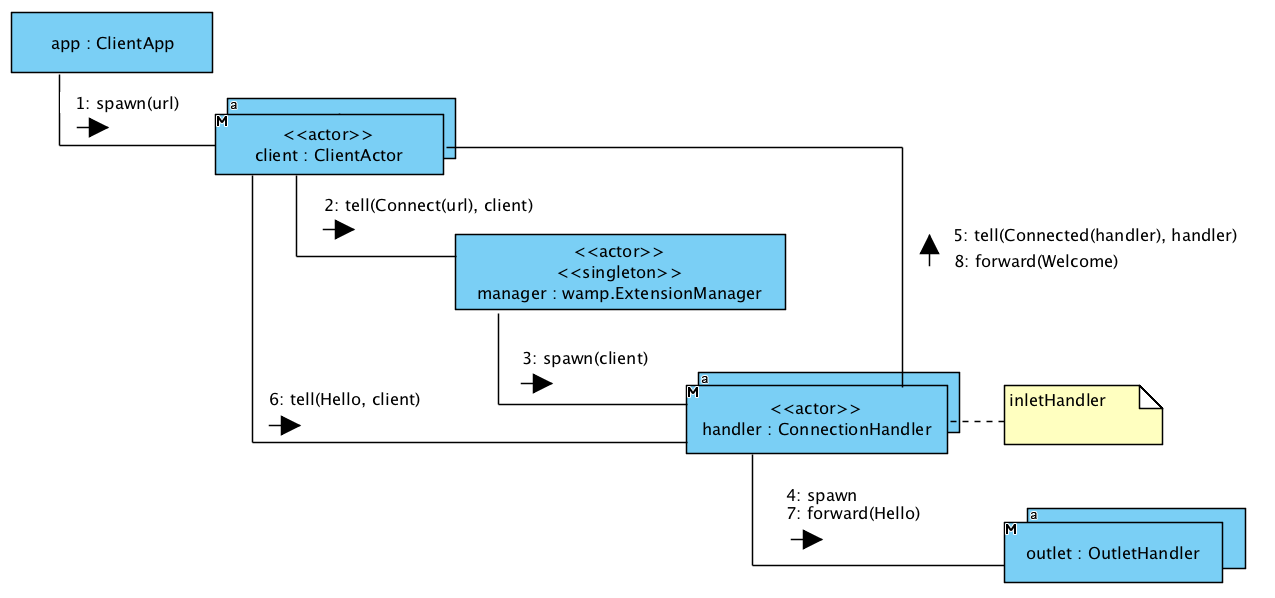 app : ClientApp
1: spawn(url)
a
M
<<actor>>
client : ClientActor
2: tell(Connect(url), client)
<<actor>>
<<singleton>>
manager : wamp.ExtensionManager
5: tell(Connected(handler), handler)
8: forward(Welcome)
3: spawn(client)
a
M
<<actor>>
handler : ConnectionHandler
inletHandler
6: tell(Hello, client)
4: spawn
7: forward(Hello)
a
M
outlet : OutletHandler